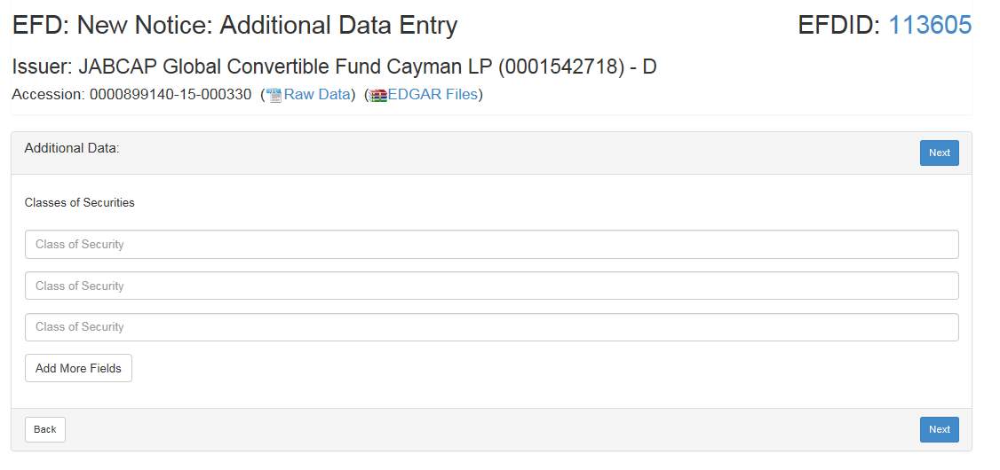 EFD: New Notice: Additional Data Entry EFDID: 113605
Issuer: JABCAP Global Convertible Fund Cayman LP (0001542718) - D
Accession: 0000899140-15-000330 (Raw Data) (EDGAR Files)
Additional Data: Next
Classes of Securities
Class of Security
Class of Security
Class of Security
Add More Fields
Back Next